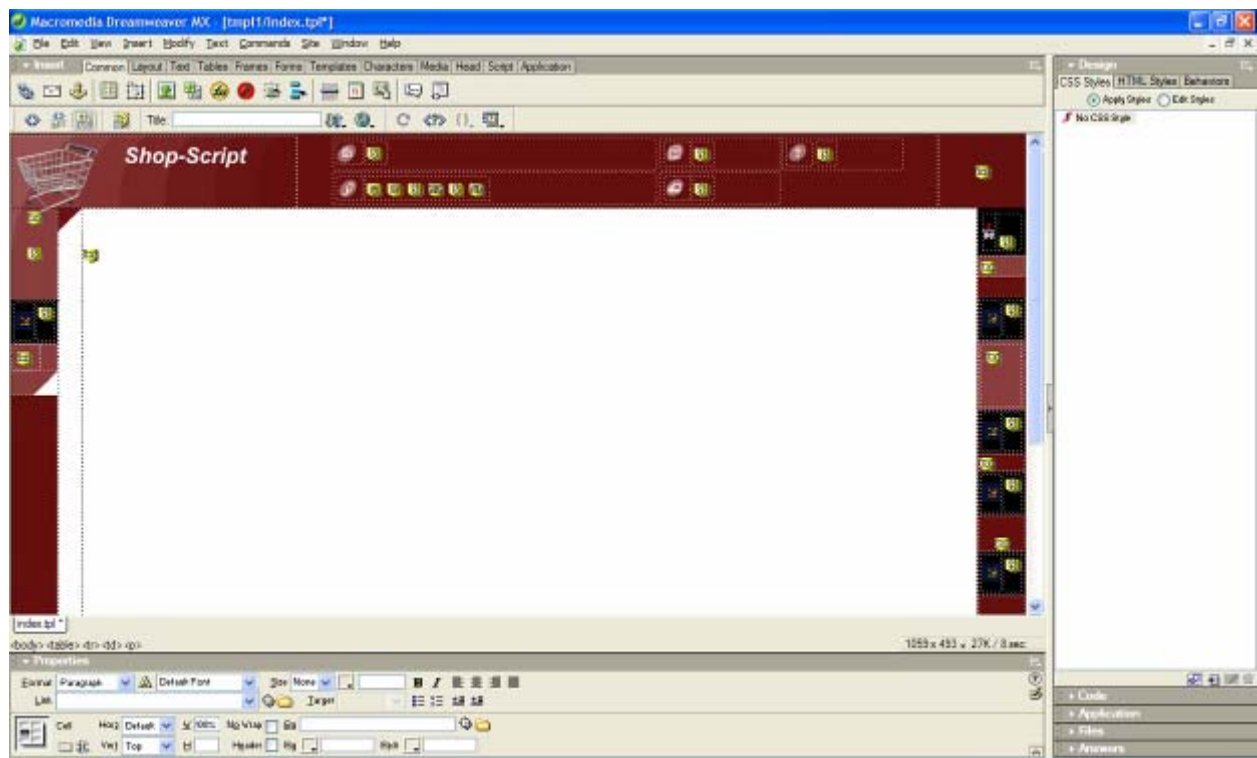 Macromedia Dreamweaver MX - [tmpl1/index.tpl*]
File Edit View Insert Modify Text Commands Site Window Help
Insert Common Layout Text Tables Frames Forms Templates Characters Media Head Script Application
Title:
Shop-Script
Design
CSS Styles HTML Styles Behaviors
Apply Styles Edit Styles
No CSS Style
index.tpl *
<body> <table> <tr> <td> <p>
1059 x 493 27K / 8 sec
Properties
Format Paragraph Default Font Size None B I
Link Target
Cell Horz Default W 100% No Wrap Bg
Vert Top H Header Bg Brdr
Code
Application
Files
Answers